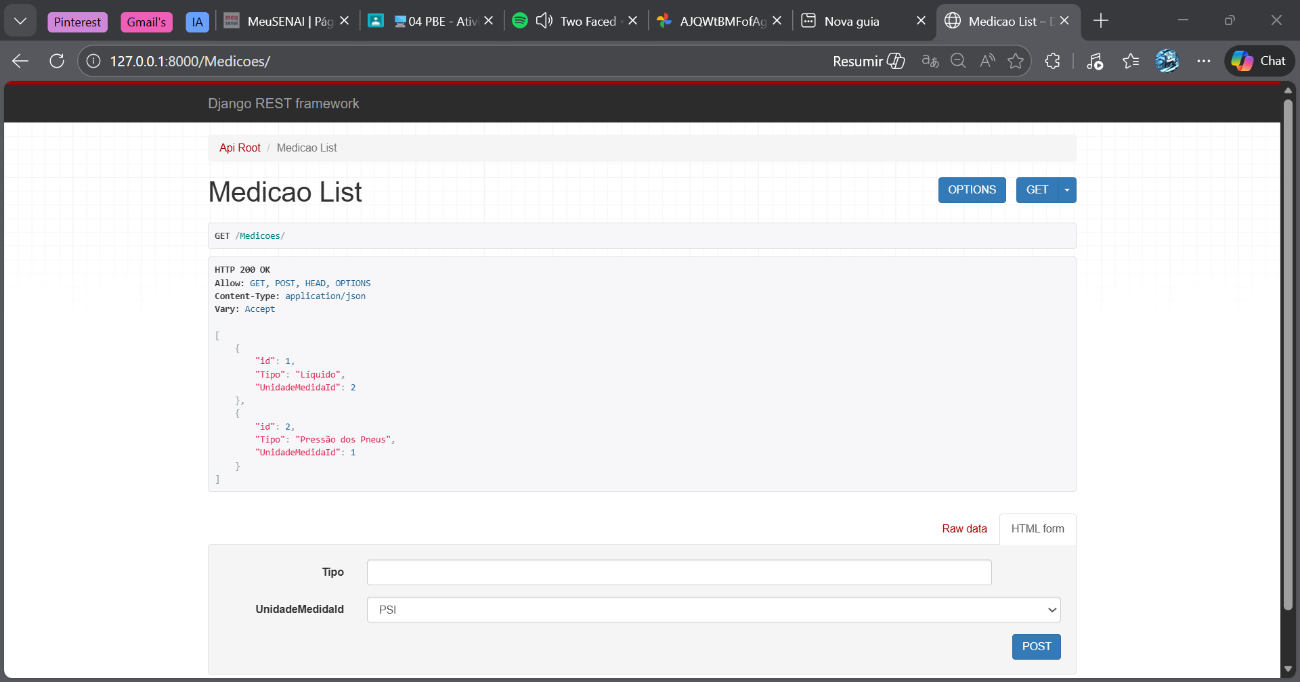 Pinterest
Gmail's
IA
MeuSENAI | Pág
04 PBE - Ativ
Two Faced -
AJQWtBMFofAg
Nova guia
Medicao List –
127.0.0.1:8000/Medicoes/
Resumir
Chat
Django REST framework
Api Root / Medicao List
Medicao List
OPTIONS
GET
GET /Medicoes/
HTTP 200 OK
Allow: GET, POST, HEAD, OPTIONS
Content-Type: application/json
Vary: Accept
[
{
"id": 1,
"Tipo": "Líquido",
"UnidadeMedidaId": 2
},
{
"id": 2,
"Tipo": "Pressão dos Pneus",
"UnidadeMedidaId": 1
}
]
Raw data
HTML form
Tipo
UnidadeMedidaId
PSI
POST